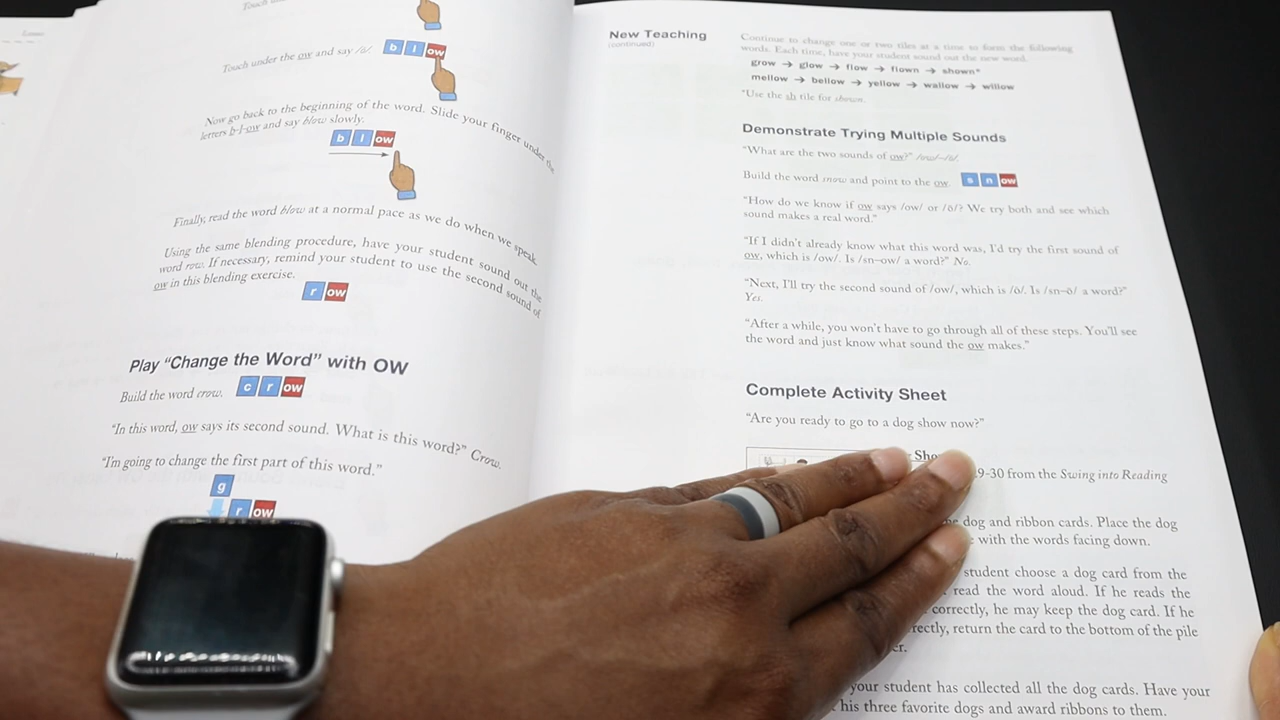 Touch under the ow and say /ō/.
b l ow
Now go back to the beginning of the word. Slide your finger under the
letters b-l-ow and say blow slowly.
b l ow
Finally, read the word blow at a normal pace as we do when we speak.
Using the same blending procedure, have your student sound out the
word row. If necessary, remind your student to use the second sound of
ow in this blending exercise.
r ow
Play “Change the Word” with OW
Build the word crow. c r ow
“In this word, ow says its second sound. What is this word?” Crow.
“I'm going to change the first part of this word.”
g
r ow
New Teaching
(continued)
Continue to change one or two tiles at a time to form the following
words. Each time, have your student sound out the new word.
grow → glow → flow → flown → shown*
mellow → bellow → yellow → wallow → willow
*Use the sh tile for shown.
Demonstrate Trying Multiple Sounds
“What are the two sounds of ow?” /ow/–/ō/.
Build the word snow and point to the ow. s n ow
“How do we know if ow says /ow/ or /ō/? We try both and see which
sound makes a real word.”
“If I didn't already know what this word was, I'd try the first sound of
ow, which is /ow/. Is /sn–ow/ a word?” No.
“Next, I'll try the second sound of /ow/, which is /ō/. Is /sn–ō/ a word?”
Yes.
“After a while, you won't have to go through all of these steps. You'll see
the word and just know what sound the ow makes.”
Complete Activity Sheet
“Are you ready to go to a dog show now?”
9-30 from the Swing into Reading
dog and ribbon cards. Place the dog
with the words facing down.
student choose a dog card from the
read the word aloud. If he reads the
correctly, he may keep the dog card. If he
return the card to the bottom of the pile
your student has collected all the dog cards. Have your
his three favorite dogs and award ribbons to them.